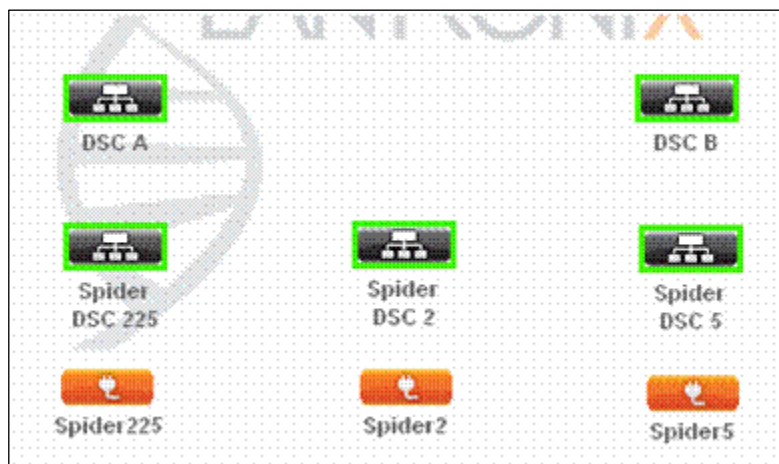 DSC A
DSC B
Spider
DSC 225
Spider
DSC 2
Spider
DSC 5
Spider225
Spider2
Spider5